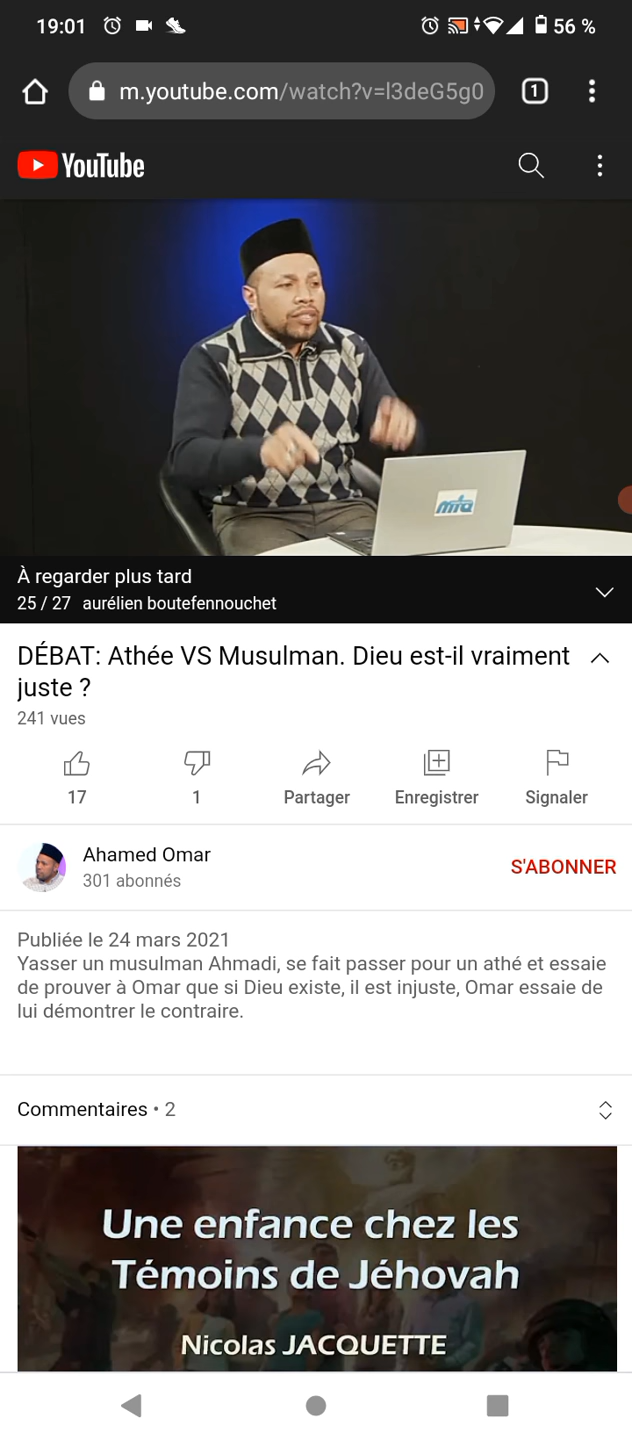 19:01
56 %
m.youtube.com/watch?v=l3deG5g0
1
YouTube
mta
À regarder plus tard
25 / 27 aurélien boutefennouchet
DÉBAT: Athée VS Musulman. Dieu est-il vraiment
juste ?
241 vues
17
1
Partager
Enregistrer
Signaler
Ahamed Omar
301 abonnés
S'ABONNER
Publiée le 24 mars 2021
Yasser un musulman Ahmadi, se fait passer pour un athé et essaie
de prouver à Omar que si Dieu existe, il est injuste, Omar essaie de
lui démontrer le contraire.
Commentaires • 2
Une enfance chez les
Témoins de Jéhovah
Nicolas JACQUETTE